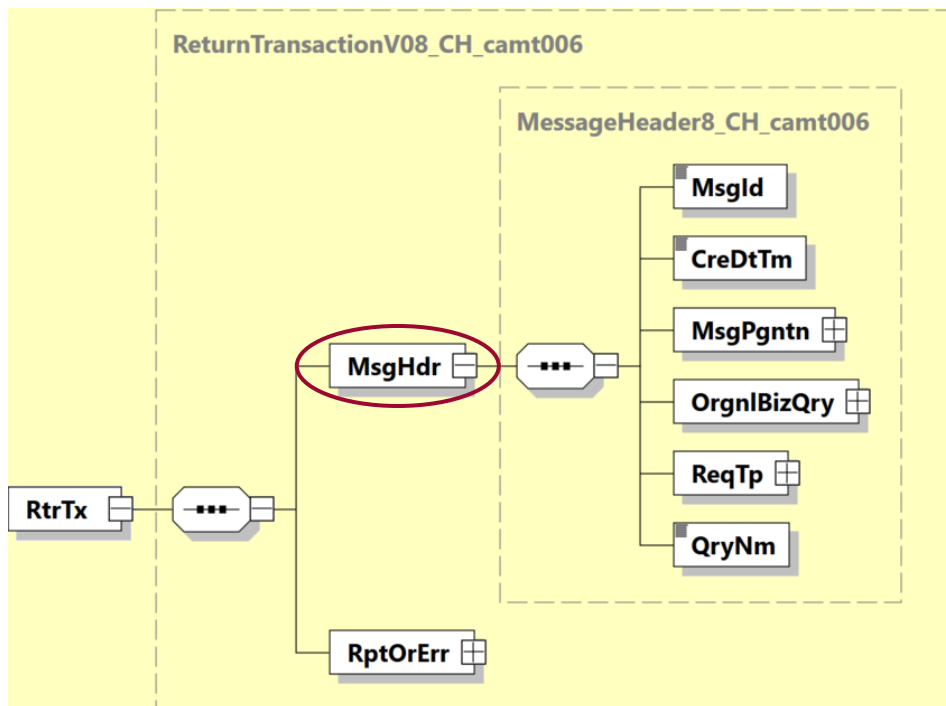 ReturnTransactionV08_CH_camt006
MessageHeader8_CH_camt006
MsgId
CreDtTm
MsgPgntn
MsgHdr
OrgnlBizQry
ReqTp
RtrTx
QryNm
RptOrErr